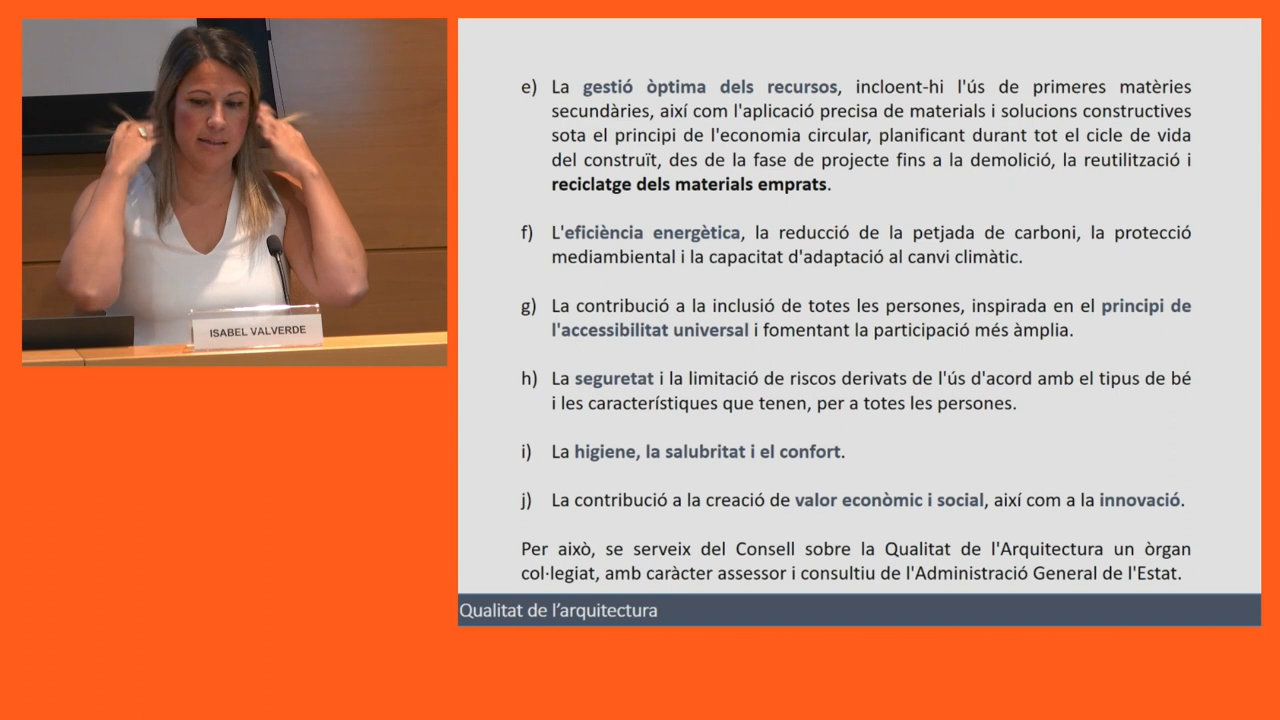 ISABEL VALVERDE
e) La gestió òptima dels recursos, incloent-hi l'ús de primeres matèries
secundàries, així com l'aplicació precisa de materials i solucions constructives
sota el principi de l'economia circular, planificant durant tot el cicle de vida
del construït, des de la fase de projecte fins a la demolició, la reutilització i
reciclatge dels materials emprats.
f) L'eficiència energètica, la reducció de la petjada de carboni, la protecció
mediambiental i la capacitat d'adaptació al canvi climàtic.
g) La contribució a la inclusió de totes les persones, inspirada en el principi de
l'accessibilitat universal i fomentant la participació més àmplia.
h) La seguretat i la limitació de riscos derivats de l'ús d'acord amb el tipus de bé
i les característiques que tenen, per a totes les persones.
i) La higiene, la salubritat i el confort.
j) La contribució a la creació de valor econòmic i social, així com a la innovació.
Per això, se serveix del Consell sobre la Qualitat de l'Arquitectura un òrgan
col·legiat, amb caràcter assessor i consultiu de l'Administració General de l'Estat.
Qualitat de l’arquitectura